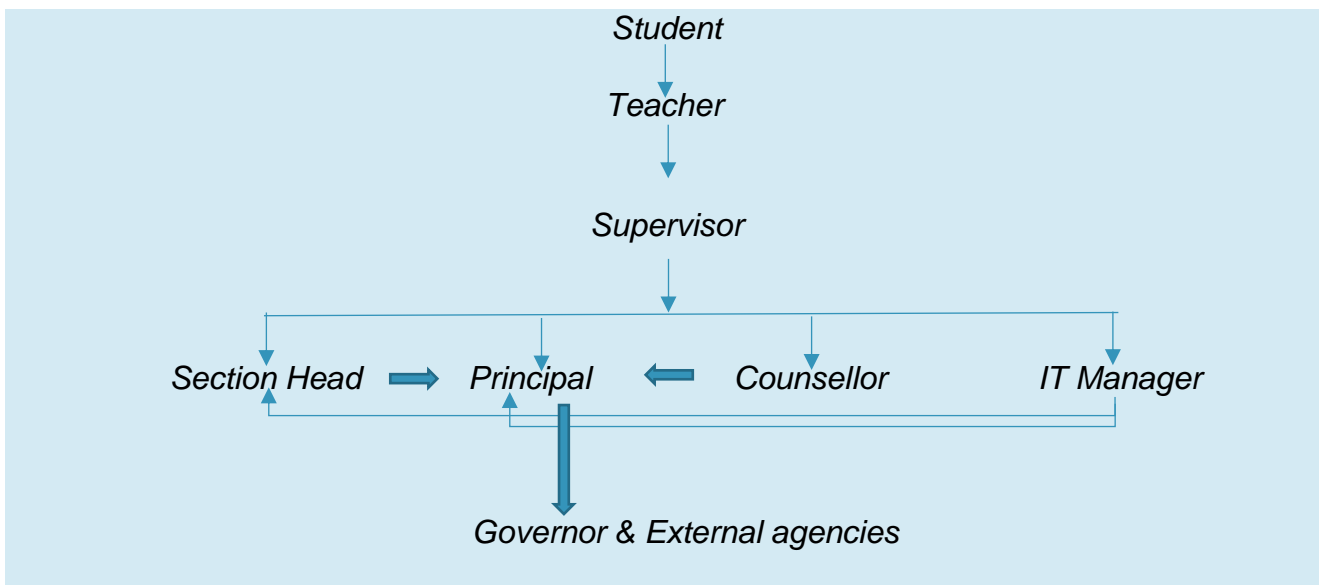 Student
Teacher
Supervisor
Section Head Principal Counsellor IT Manager
Governor & External agencies